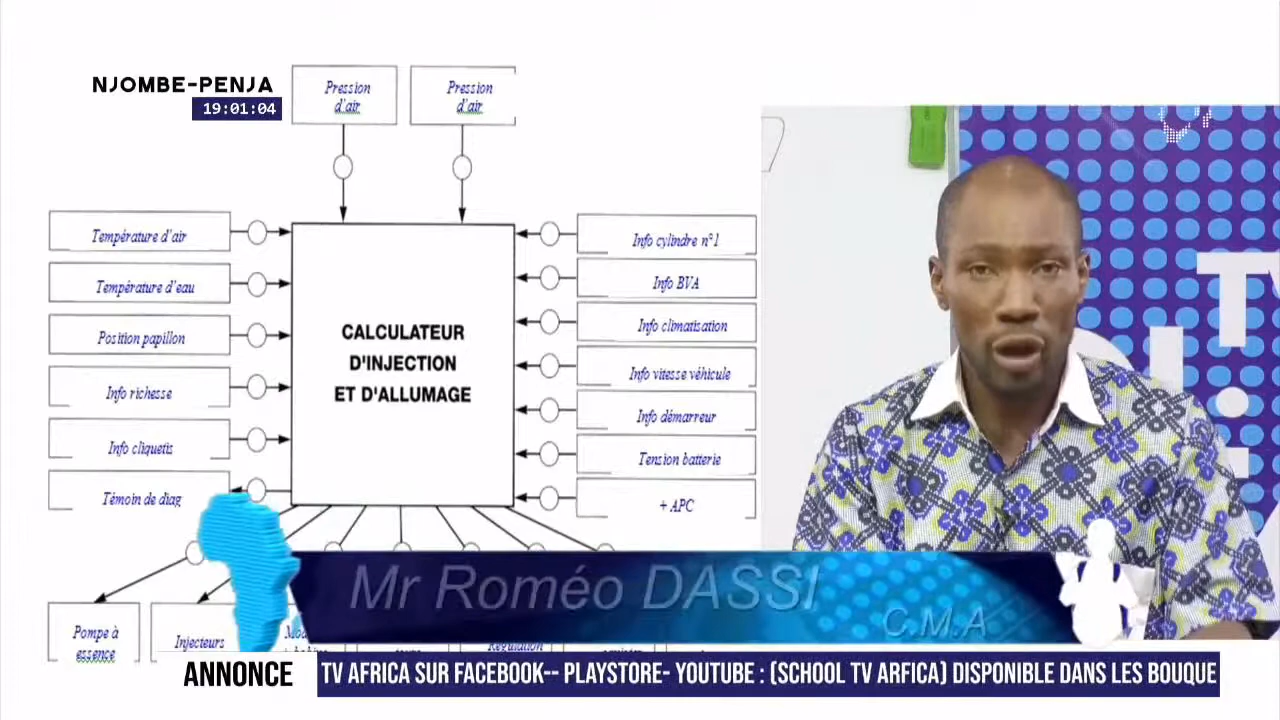 NJOMBE-PENJA
19:01:04
Pression
d'air
Pression
d'air
Température d'air
Température d'eau
Position papillon
Info richesse
Info cliquetis
Témoin de diag
CALCULATEUR
D'INJECTION
ET D'ALLUMAGE
Info cylindre n°1
Info BVA
Info climatisation
Info vitesse véhicule
Info démarreur
Tension batterie
+ APC
Pompe à
essence
Injecteurs
Mr Roméo DASSI
C.M.A
ANNONCE
TV AFRICA SUR FACEBOOK-- PLAYSTORE- YOUTUBE : (SCHOOL TV ARFICA) DISPONIBLE DANS LES BOUQUE